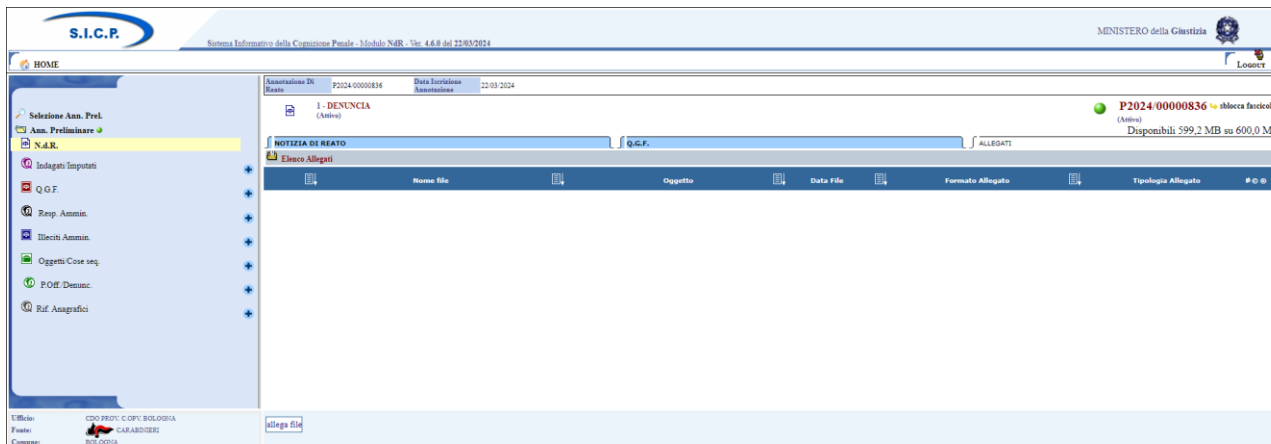 S.I.C.P.
Sistema Informativo della Cognizione Penale - Modulo NdR - Ver. 4.6.0 del 22/03/2024
MINISTERO della Giustizia
HOME
LOGOUT
Annotazione Di Reato P2024/00000836 Data Iscrizione Annotazione 22/03/2024
1 - DENUNCIA
(Attivo)
P2024/00000836 sblocca fascicol
(Attivo)
Disponibili 599,2 MB su 600,0 M
Selezione Ann. Prel.
Ann. Preliminare
N.d.R.
Indagati/Imputati
Q.G.F.
Resp. Ammin.
Illeciti Ammin.
Oggetti/Cose seq.
P.Off./Denunc.
Rif. Anagrafici
NOTIZIA DI REATO Q.G.F. ALLEGATI
Elenco Allegati
Nome file Oggetto Data File Formato Allegato Tipologia Allegato
Ufficio: CDO PROV. C.OPV. BOLOGNA
Fonte: CARABINIERI
Comune: BOLOGNA
allega file